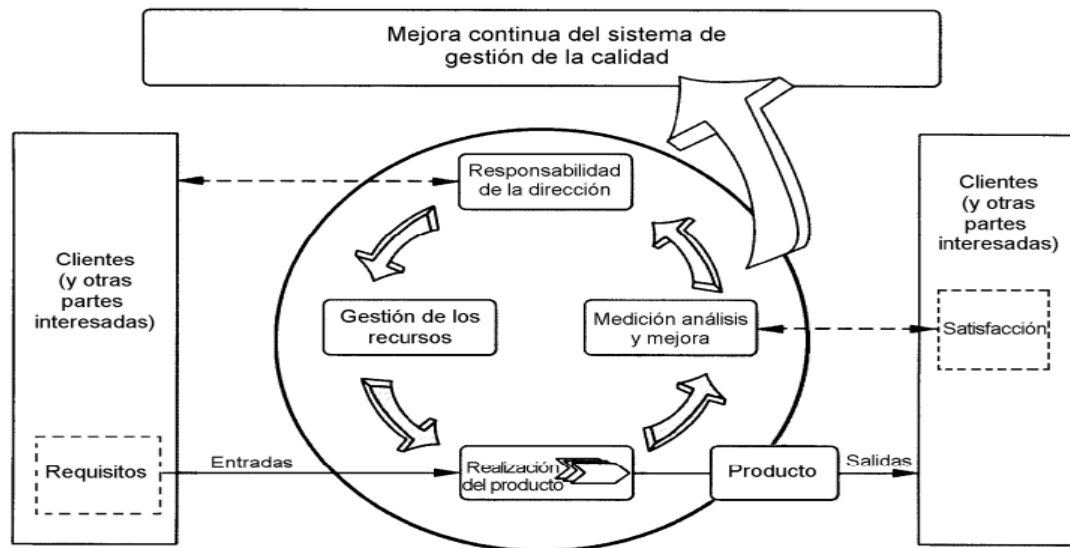 Mejora continua del sistema de
gestión de la calidad
Responsabilidad
de la dirección
Clientes
(y otras
partes
interesadas)
Clientes
(y otras
partes
interesadas)
Gestión de los
recursos
Medición análisis
y mejora
Satisfacción
Requisitos
Entradas
Realización
del producto
Producto
Salidas